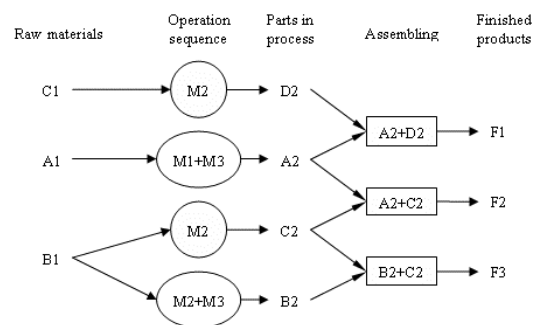 Raw materials
Operation
sequence
Parts in
process
Assembling
Finished
products
C1
M2
D2
A2+D2
F1
A1
M1+M3
A2
A2+C2
F2
M2
C2
B1
B2+C2
F3
M2+M3
B2